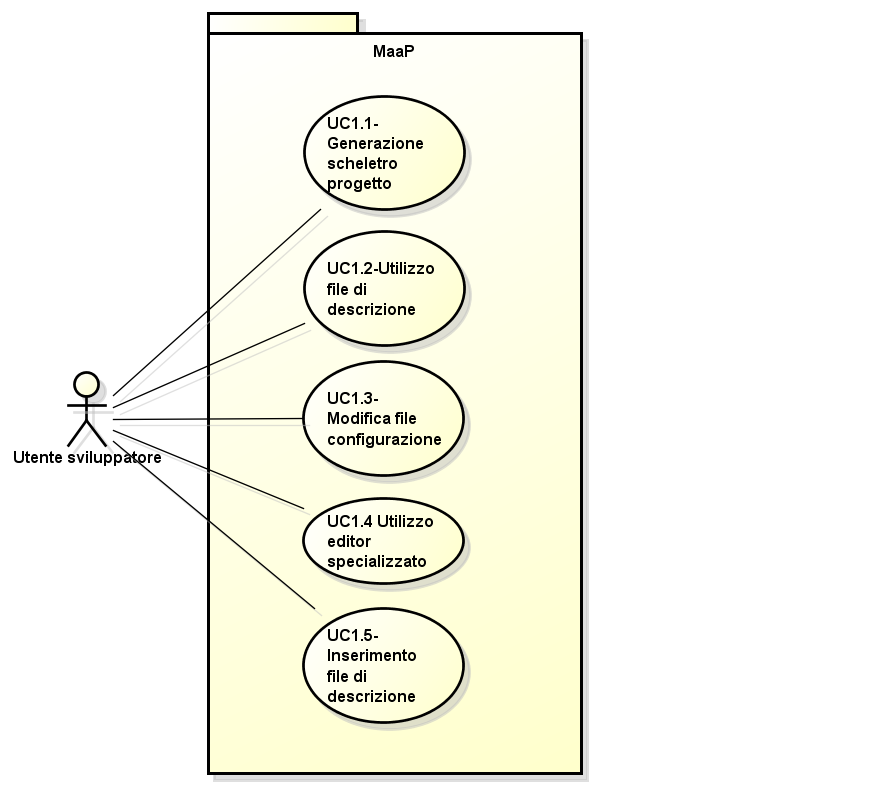 MaaP
UC1.1-
Generazione
scheletro
progetto
UC1.2-Utilizzo
file di
descrizione
UC1.3-
Modifica file
configurazione
Utente sviluppatore
UC1.4 Utilizzo
editor
specializzato
UC1.5-
Inserimento
file di
descrizione